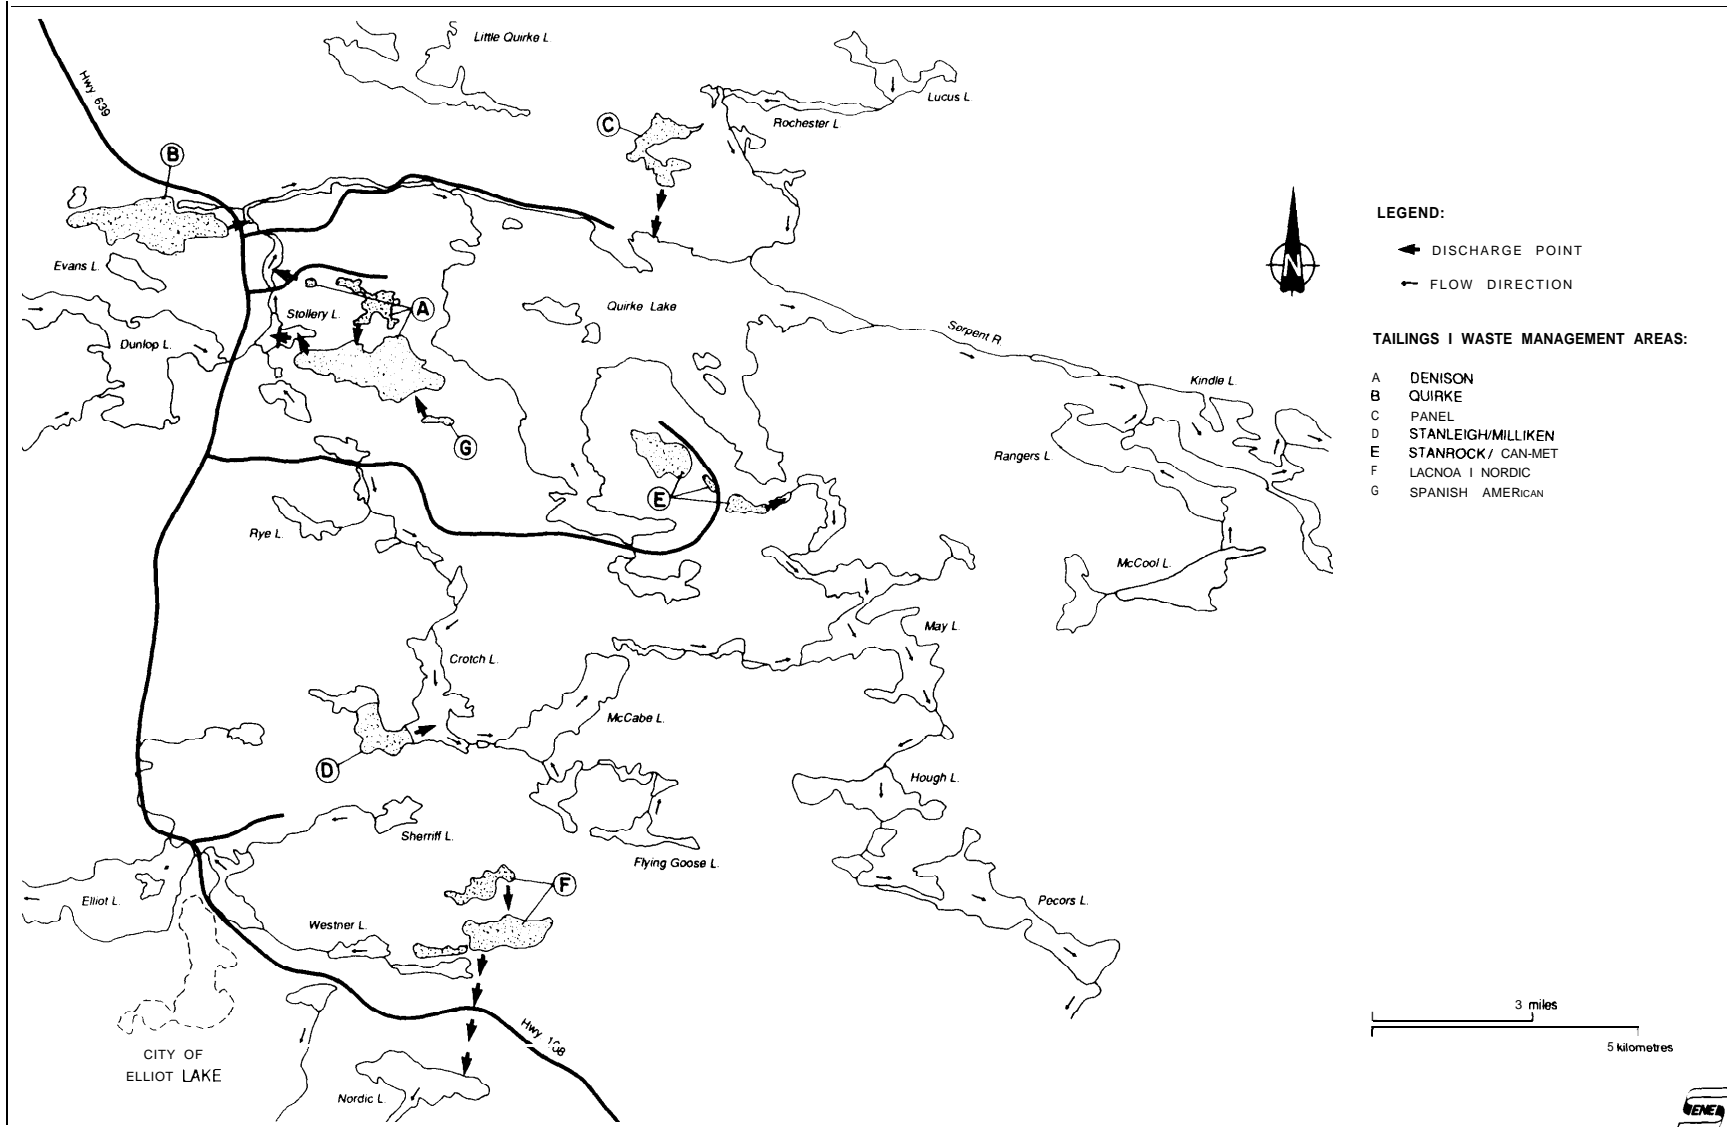 Little Quirke L.
Hwy 639
Lucus L.
Rochester L.
C
B
LEGEND:
DISCHARGE POINT
FLOW DIRECTION
N
Evans L.
Stollery L.
A
Quirke Lake
Dunlop L.
Serpent R.
Kindle L.
TAILINGS I WASTE MANAGEMENT AREAS:
A DENISON
B QUIRKE
C PANEL
D STANLEIGH/MILLIKEN
E STANROCK/ CAN-MET
F LACNOA I NORDIC
G SPANISH AMERICAN
G
Rangers L.
E
Rye L.
McCool L.
May L.
Crotch L.
McCabe L.
D
Hough L.
Sherriff L.
Flying Goose L.
F
Elliot L.
Pecors L.
Westner L.
3 miles
5 kilometres
Hwy 108
CITY OF
ELLIOT LAKE
Nordic L.
SENES